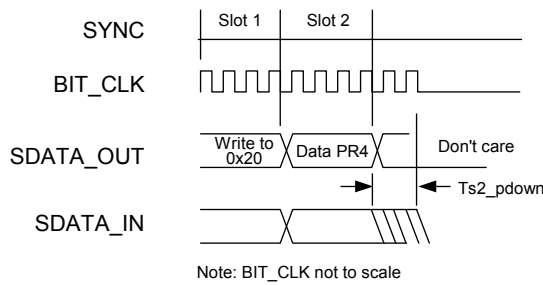 Slot 1
Slot 2
SYNC
BIT_CLK
SDATA_OUT
Write to
0x20
Data PR4
Don't care
Ts2_pdown
SDATA_IN
Note: BIT_CLK not to scale